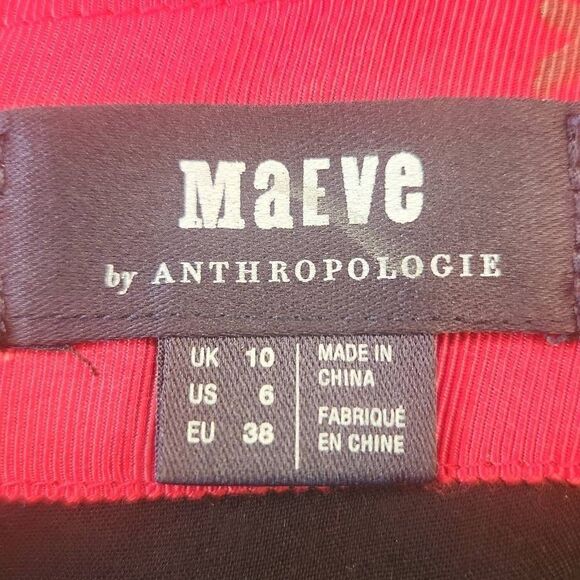 MaEVe
by ANTHROPOLOGIE
UK 10
US 6
EU 38
MADE IN
CHINA
FABRIQUÉ
EN CHINE